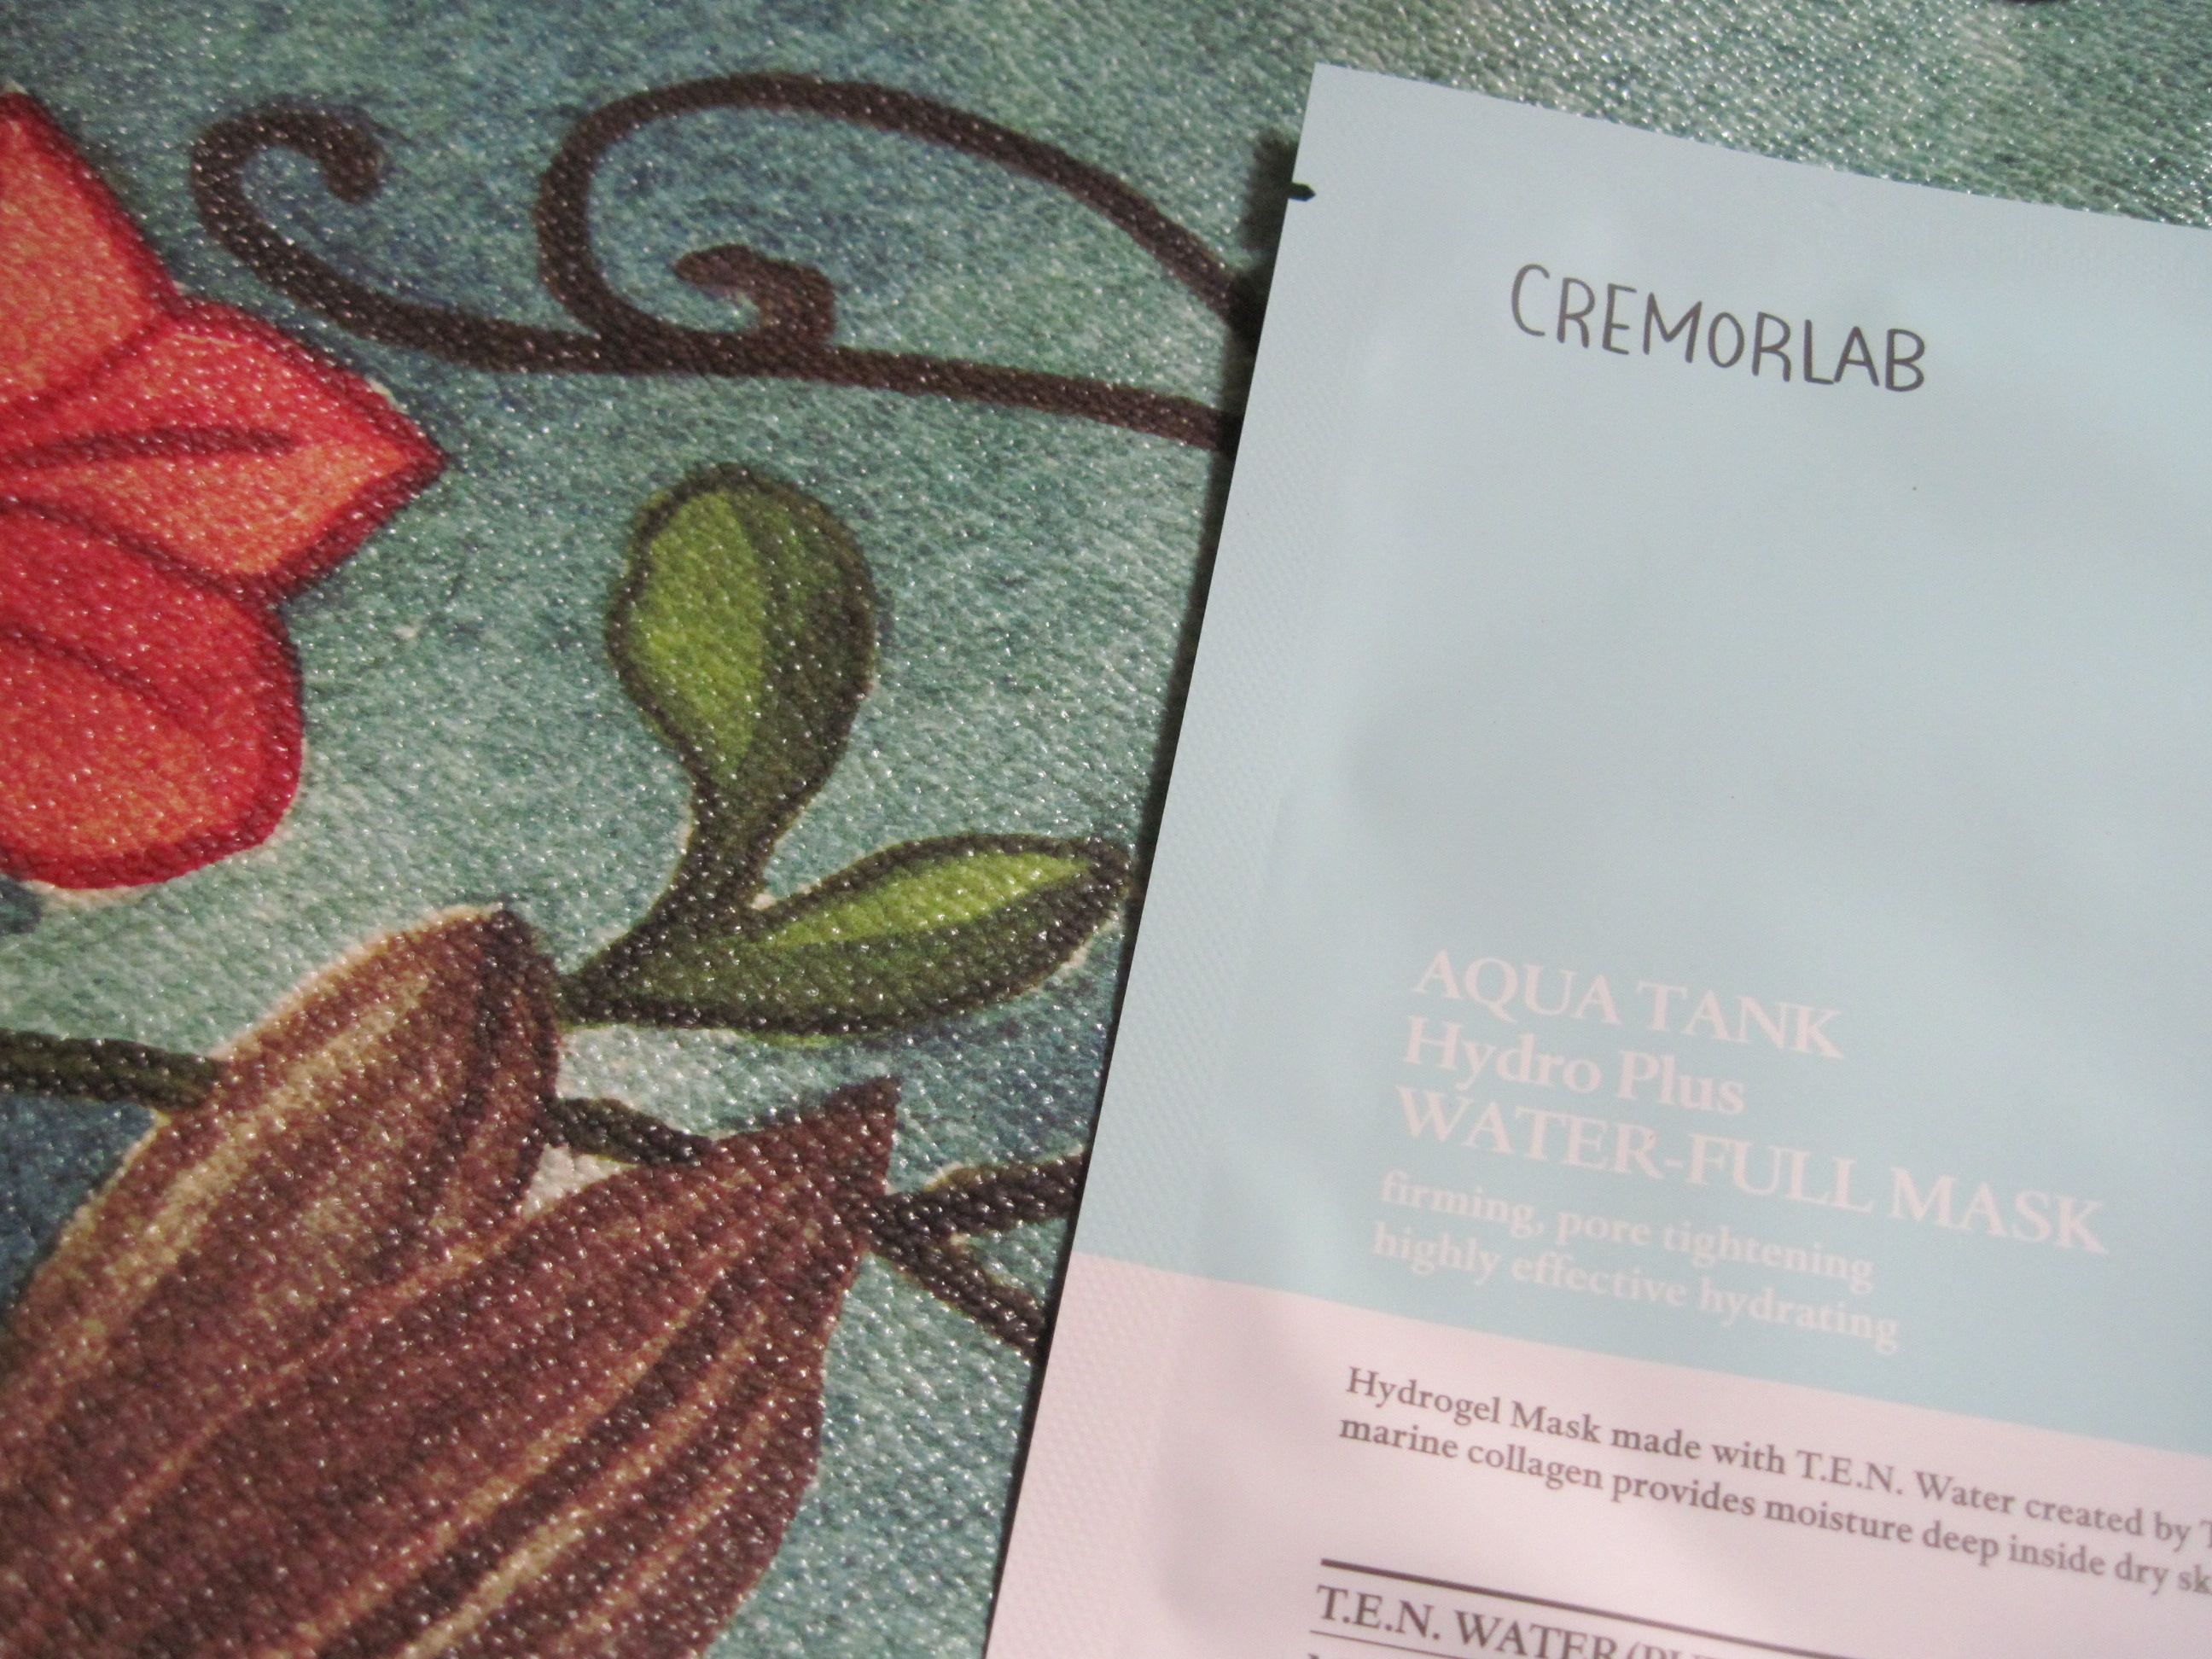 CREMORLAB
AQUA TANK
Hydro Plus
WATER-FULL MASK
firming, pore tightening
highly effective hydrating
Hydrogel Mask made with T.E.N. Water created by
marine collagen provides moisture deep inside dry
T.E.N. WATER